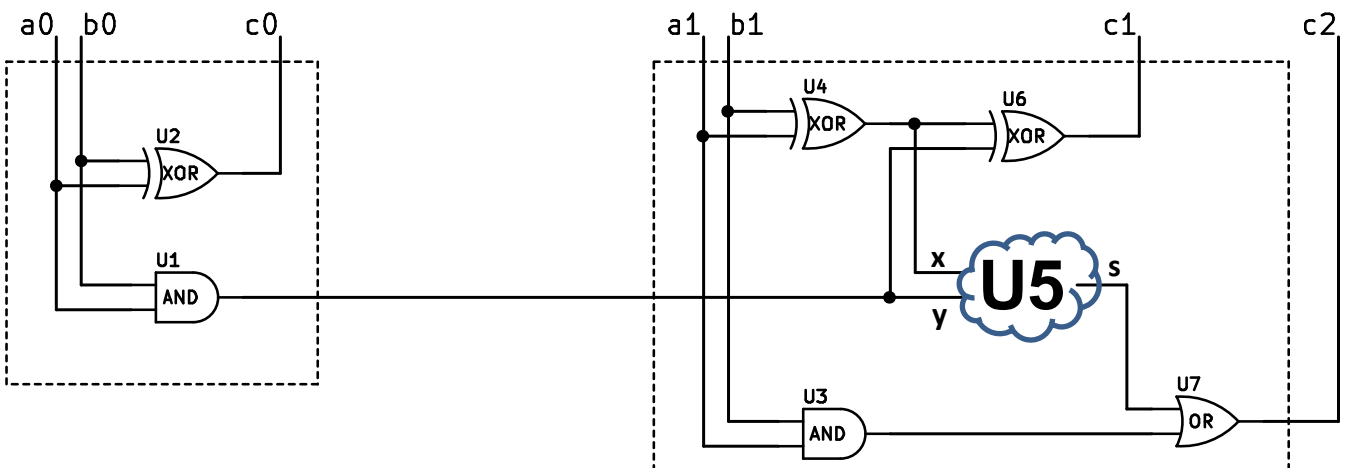 a0 b0 c0 a1 b1 c1 c2
U4
XOR
U6
XOR
U2
XOR
U1
AND
x
y
U5
s
U3
AND
U7
OR